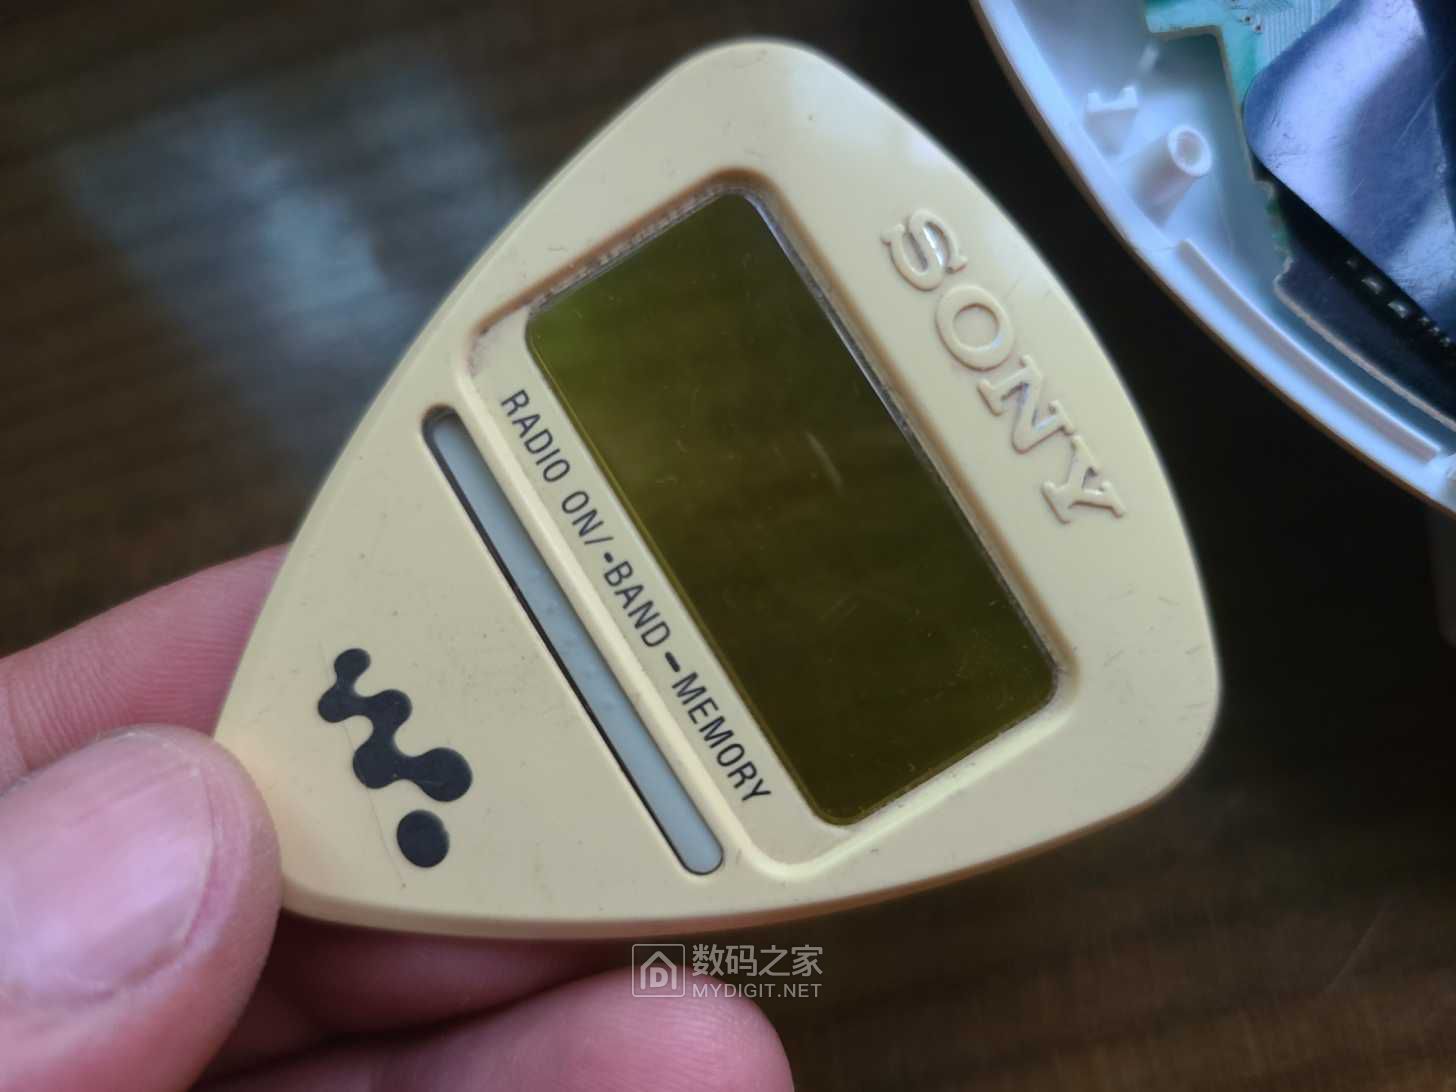 SONY
RADIO ON/•BAND━MEMORY
数码之家
MYDIGIT.NET